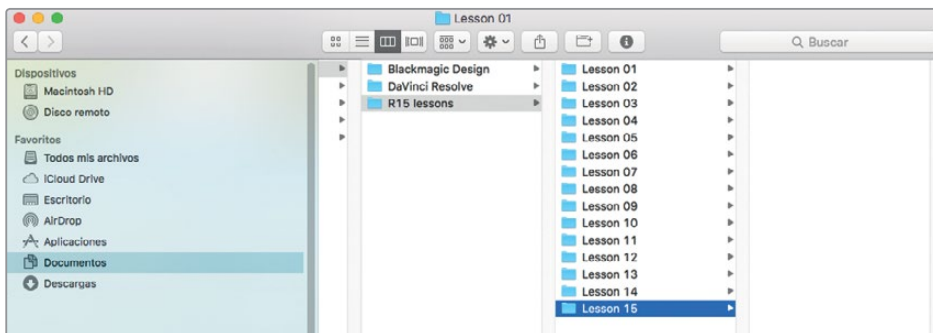 Lesson 01
Buscar
Dispositivos
Macintosh HD
Disco remoto
Favoritos
Todos mis archivos
iCloud Drive
Escritorio
AirDrop
Aplicaciones
Documentos
Descargas
Blackmagic Design
DaVinci Resolve
R15 lessons
Lesson 01
Lesson 02
Lesson 03
Lesson 04
Lesson 05
Lesson 06
Lesson 07
Lesson 08
Lesson 09
Lesson 10
Lesson 11
Lesson 12
Lesson 13
Lesson 14
Lesson 15